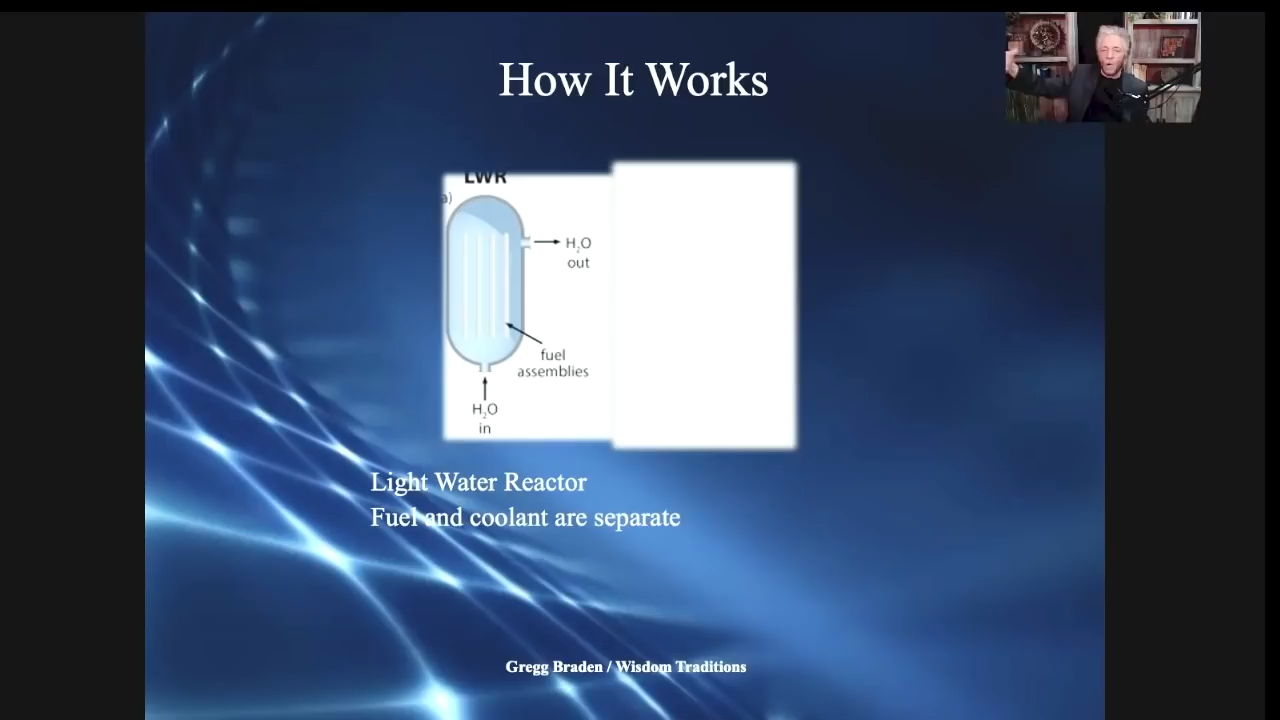 How It Works
LWR
a)
H₂O
out
fuel
assemblies
H₂O
in
Light Water Reactor
Fuel and coolant are separate
Gregg Braden / Wisdom Traditions